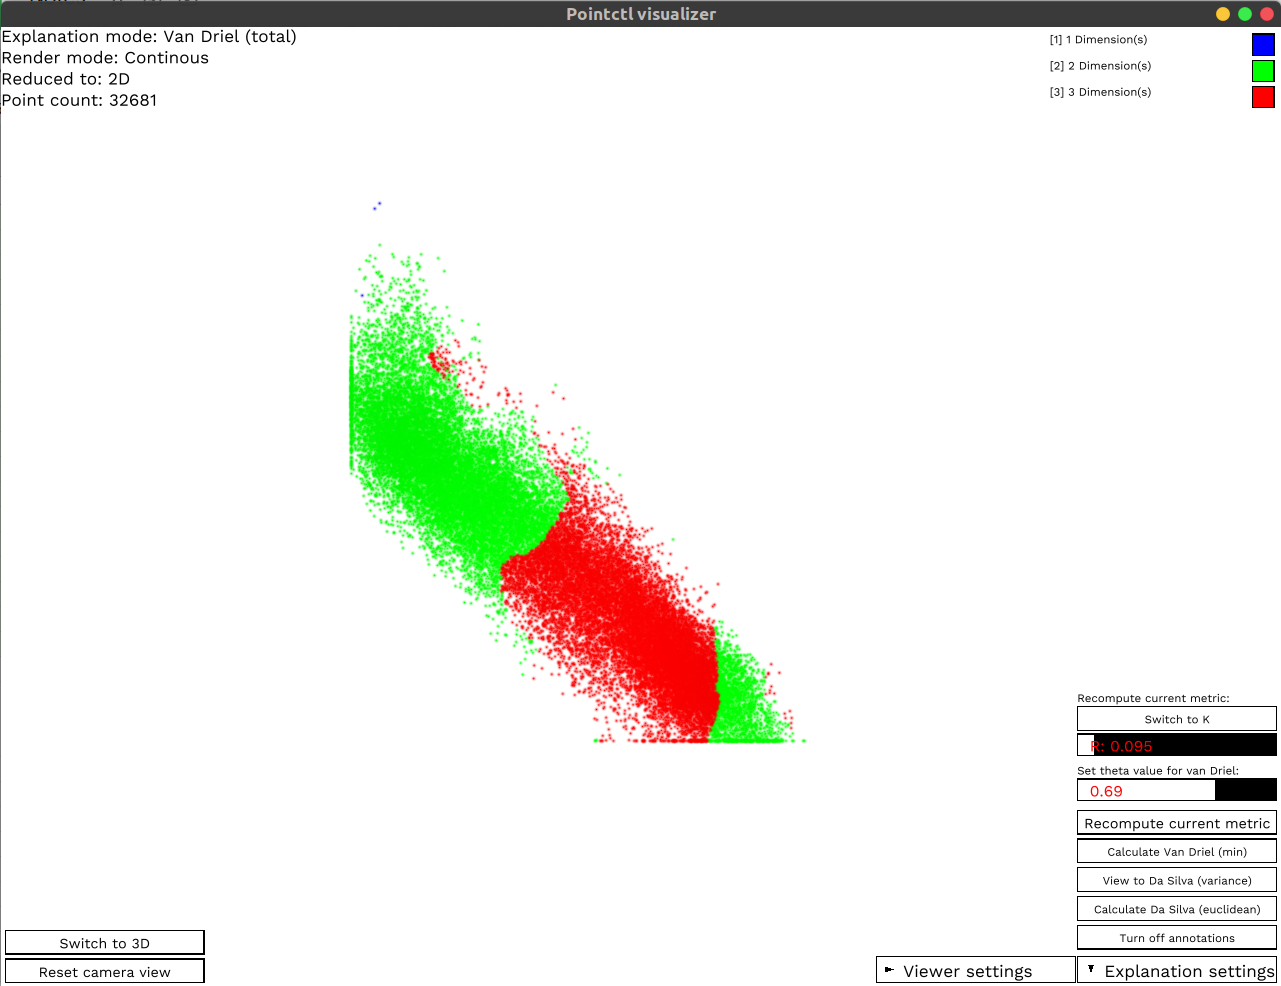 Pointctl visualizer
Explanation mode: Van Driel (total)
Render mode: Continous
Reduced to: 2D
Point count: 32681
[1] 1 Dimension(s)
[2] 2 Dimension(s)
[3] 3 Dimension(s)
Recompute current metric:
Switch to K
R: 0.095
Set theta value for van Driel:
0.69
Recompute current metric
Calculate Van Driel (min)
View to Da Silva (variance)
Calculate Da Silva (euclidean)
Turn off annotations
Switch to 3D
Reset camera view
Viewer settings
Explanation settings